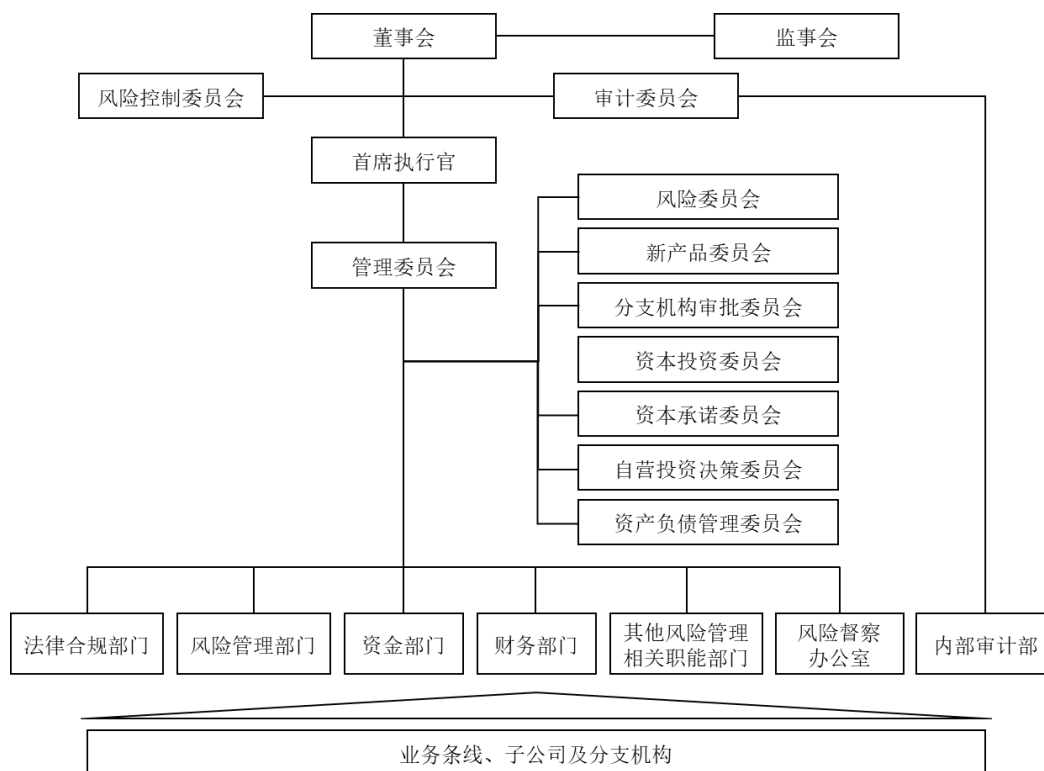 董事会
监事会
风险控制委员会
审计委员会
首席执行官
风险委员会
新产品委员会
管理委员会
分支机构审批委员会
资本投资委员会
资本承诺委员会
自营投资决策委员会
资产负债管理委员会
法律合规部门
风险管理部门
资金部门
财务部门
其他风险管理
相关职能部门
风险督察
办公室
内部审计部
业务条线、子公司及分支机构